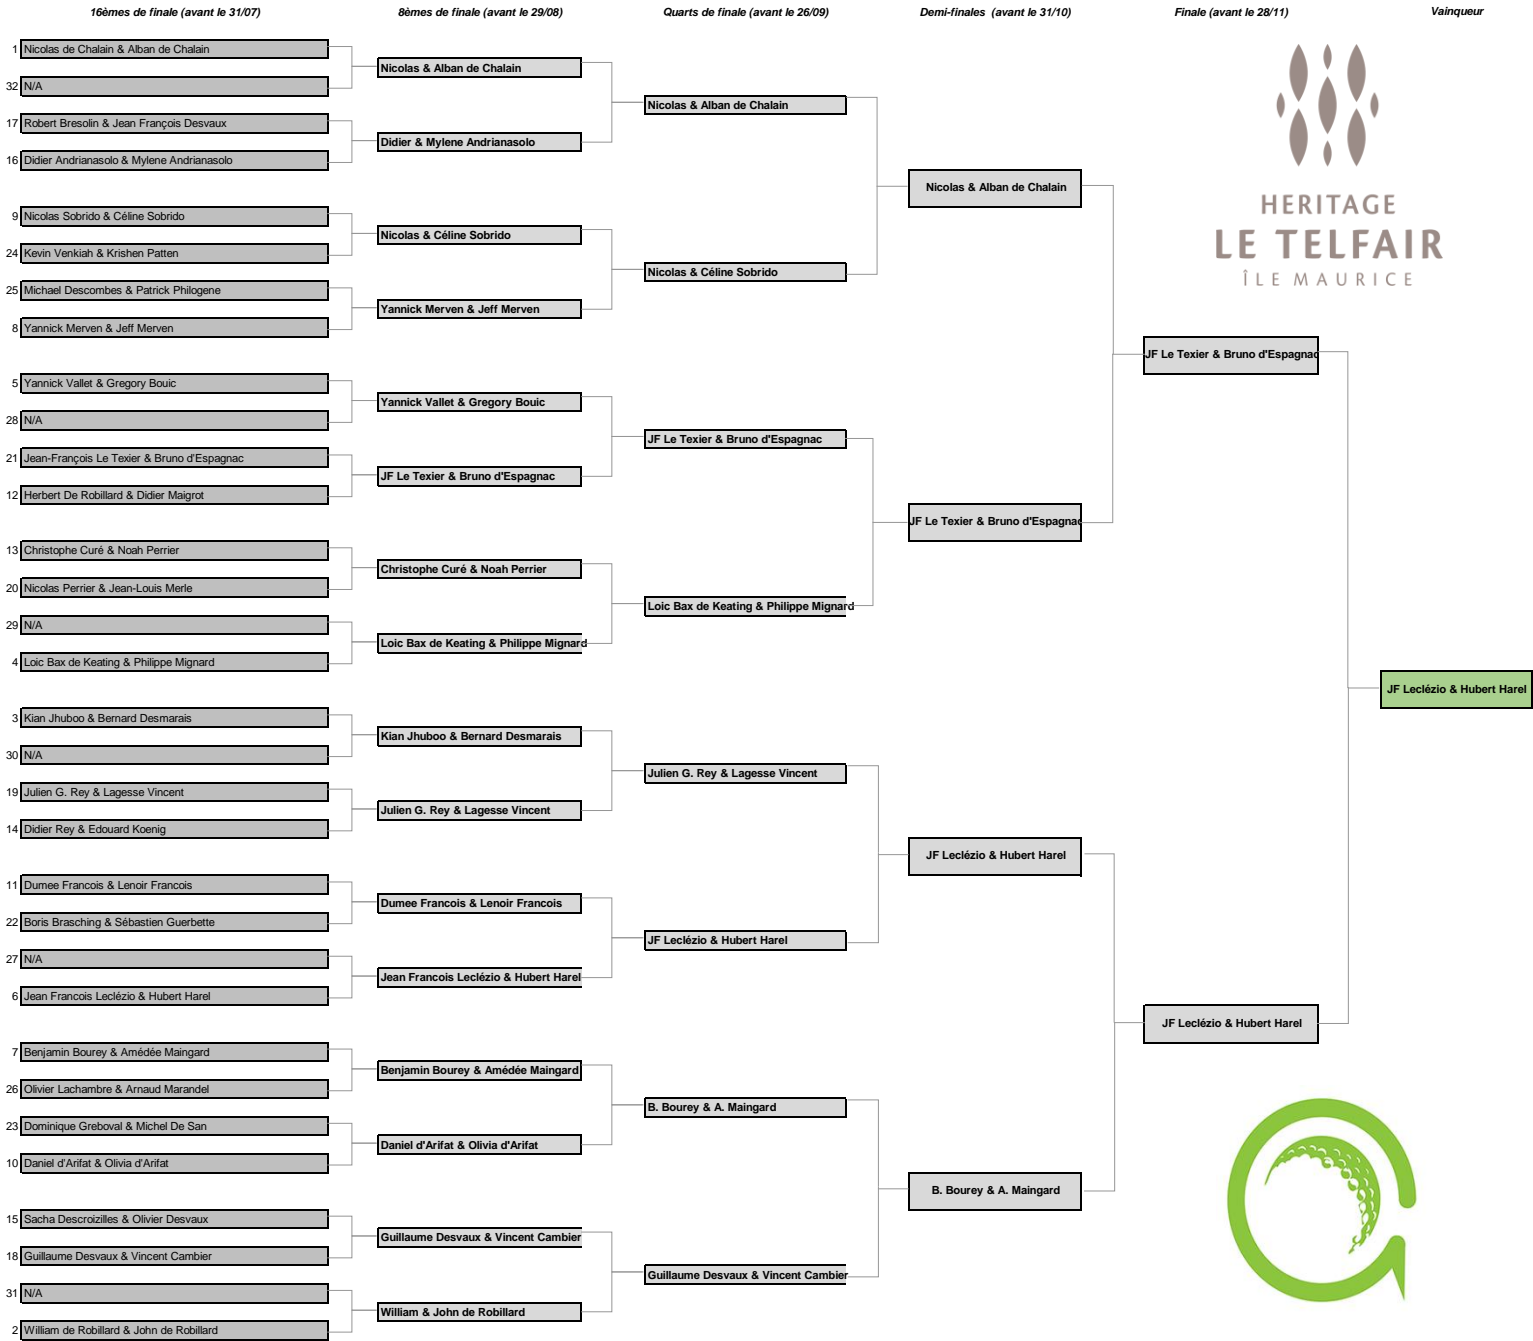 16èmes de finale (avant le 31/07)
8èmes de finale (avant le 29/08)
Quarts de finale (avant le 26/09)
Demi-finales  (avant le 31/10)
Finale (avant le 28/11)
Vainqueur
1 Nicolas de Chalain & Alban de Chalain
32 N/A
17 Robert Bresolin & Jean François Desvaux
16 Didier Andrianasolo & Mylene Andrianasolo
9 Nicolas Sobrido & Céline Sobrido
24 Kevin Venkiah & Krishen Patten
25 Michael Descombes & Patrick Philogene
8 Yannick Merven & Jeff Merven
5 Yannick Vallet & Gregory Bouic
28 N/A
21 Jean-François Le Texier & Bruno d'Espagnac
12 Herbert De Robillard & Didier Maigrot
13 Christophe Curé & Noah Perrier
20 Nicolas Perrier & Jean-Louis Merle
29 N/A
4 Loic Bax de Keating & Philippe Mignard
3 Kian Jhuboo & Bernard Desmarais
30 N/A
19 Julien G. Rey & Lagesse Vincent
14 Didier Rey & Edouard Koenig
11 Dumee Francois & Lenoir Francois
22 Boris Brasching & Sébastien Guerbette
27 N/A
6 Jean Francois Leclézio & Hubert Harel
7 Benjamin Bourey & Amédée Maingard
26 Olivier Lachambre & Arnaud Marandel
23 Dominique Greboval & Michel De San
10 Daniel d'Arifat & Olivia d'Arifat
15 Sacha Descroizilles & Olivier Desvaux
18 Guillaume Desvaux & Vincent Cambier
31 N/A
2 William de Robillard & John de Robillard
Nicolas & Alban de Chalain
Didier & Mylene Andrianasolo
Nicolas & Céline Sobrido
Yannick Merven & Jeff Merven
Yannick Vallet & Gregory Bouic
JF Le Texier & Bruno d'Espagnac
Christophe Curé & Noah Perrier
Loic Bax de Keating & Philippe Mignard
Kian Jhuboo & Bernard Desmarais
Julien G. Rey & Lagesse Vincent
Dumee Francois & Lenoir Francois
Jean Francois Leclézio & Hubert Harel
Benjamin Bourey & Amédée Maingard
Daniel d'Arifat & Olivia d'Arifat
Guillaume Desvaux & Vincent Cambier
William & John de Robillard
Nicolas & Alban de Chalain
Nicolas & Céline Sobrido
JF Le Texier & Bruno d'Espagnac
Loic Bax de Keating & Philippe Mignard
Julien G. Rey & Lagesse Vincent
JF Leclézio & Hubert Harel
B. Bourey & A. Maingard
Guillaume Desvaux & Vincent Cambier
Nicolas & Alban de Chalain
JF Le Texier & Bruno d'Espagnac
JF Leclézio & Hubert Harel
B. Bourey & A. Maingard
JF Le Texier & Bruno d'Espagnac
JF Leclézio & Hubert Harel
JF Leclézio & Hubert Harel
HERITAGE
LE TELFAIR
ÎLE MAURICE